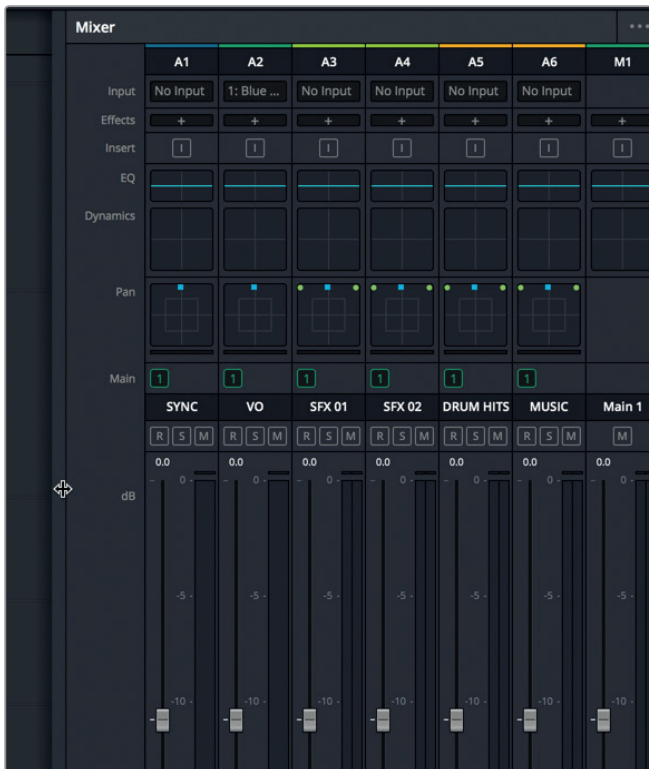 Mixer
A1 A2 A3 A4 A5 A6 M1
Input No Input 1: Blue ... No Input No Input No Input No Input
Effects + + + + + + +
Insert I I I I I I I
EQ
Dynamics
Pan
Main 1 1 1 1 1 1
SYNC VO SFX 01 SFX 02 DRUM HITS MUSIC Main 1
R S M R S M R S M R S M R S M R S M M
0.0 0.0 0.0 0.0 0.0 0.0 0.0
dB 0 0 0 0 0 0 0
-5 -5 -5 -5 -5 -5 -5
-10 -10 -10 -10 -10 -10 -10